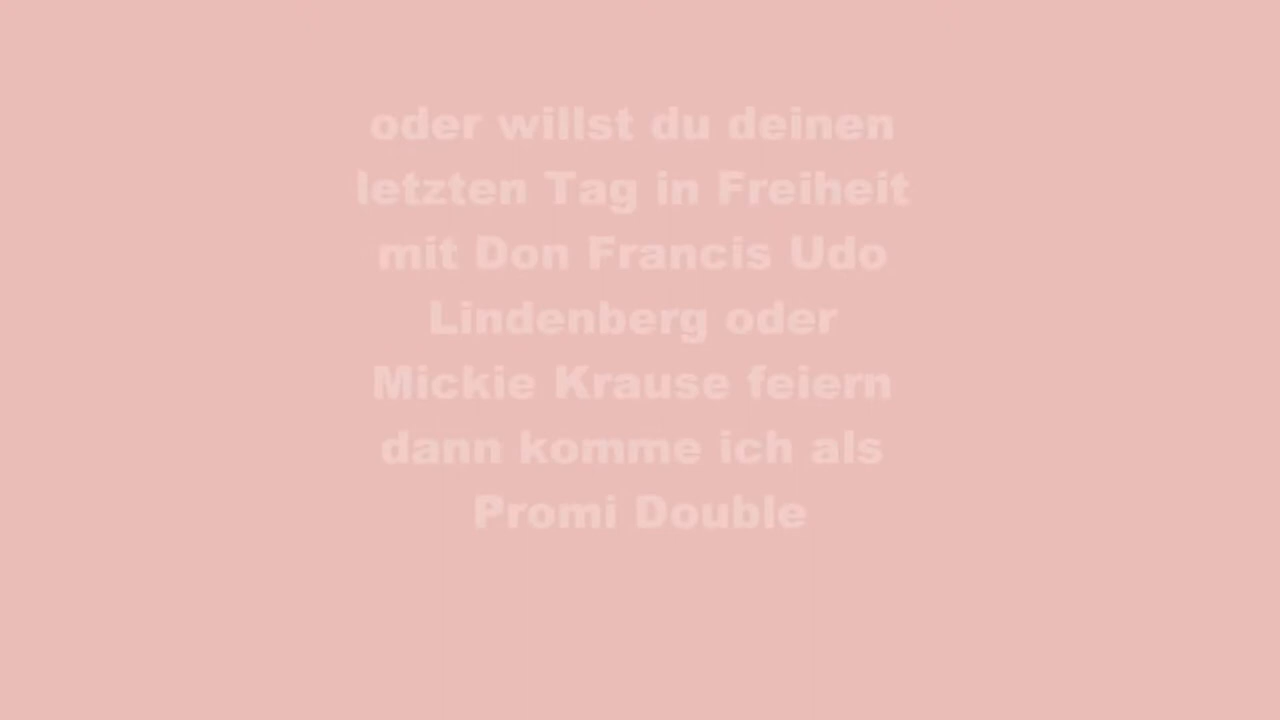 oder willst du deinen
letzten Tag in Freiheit
mit Don Francis Udo
Lindenberg oder
Mickie Krause feiern
dann komme ich als
Promi Double